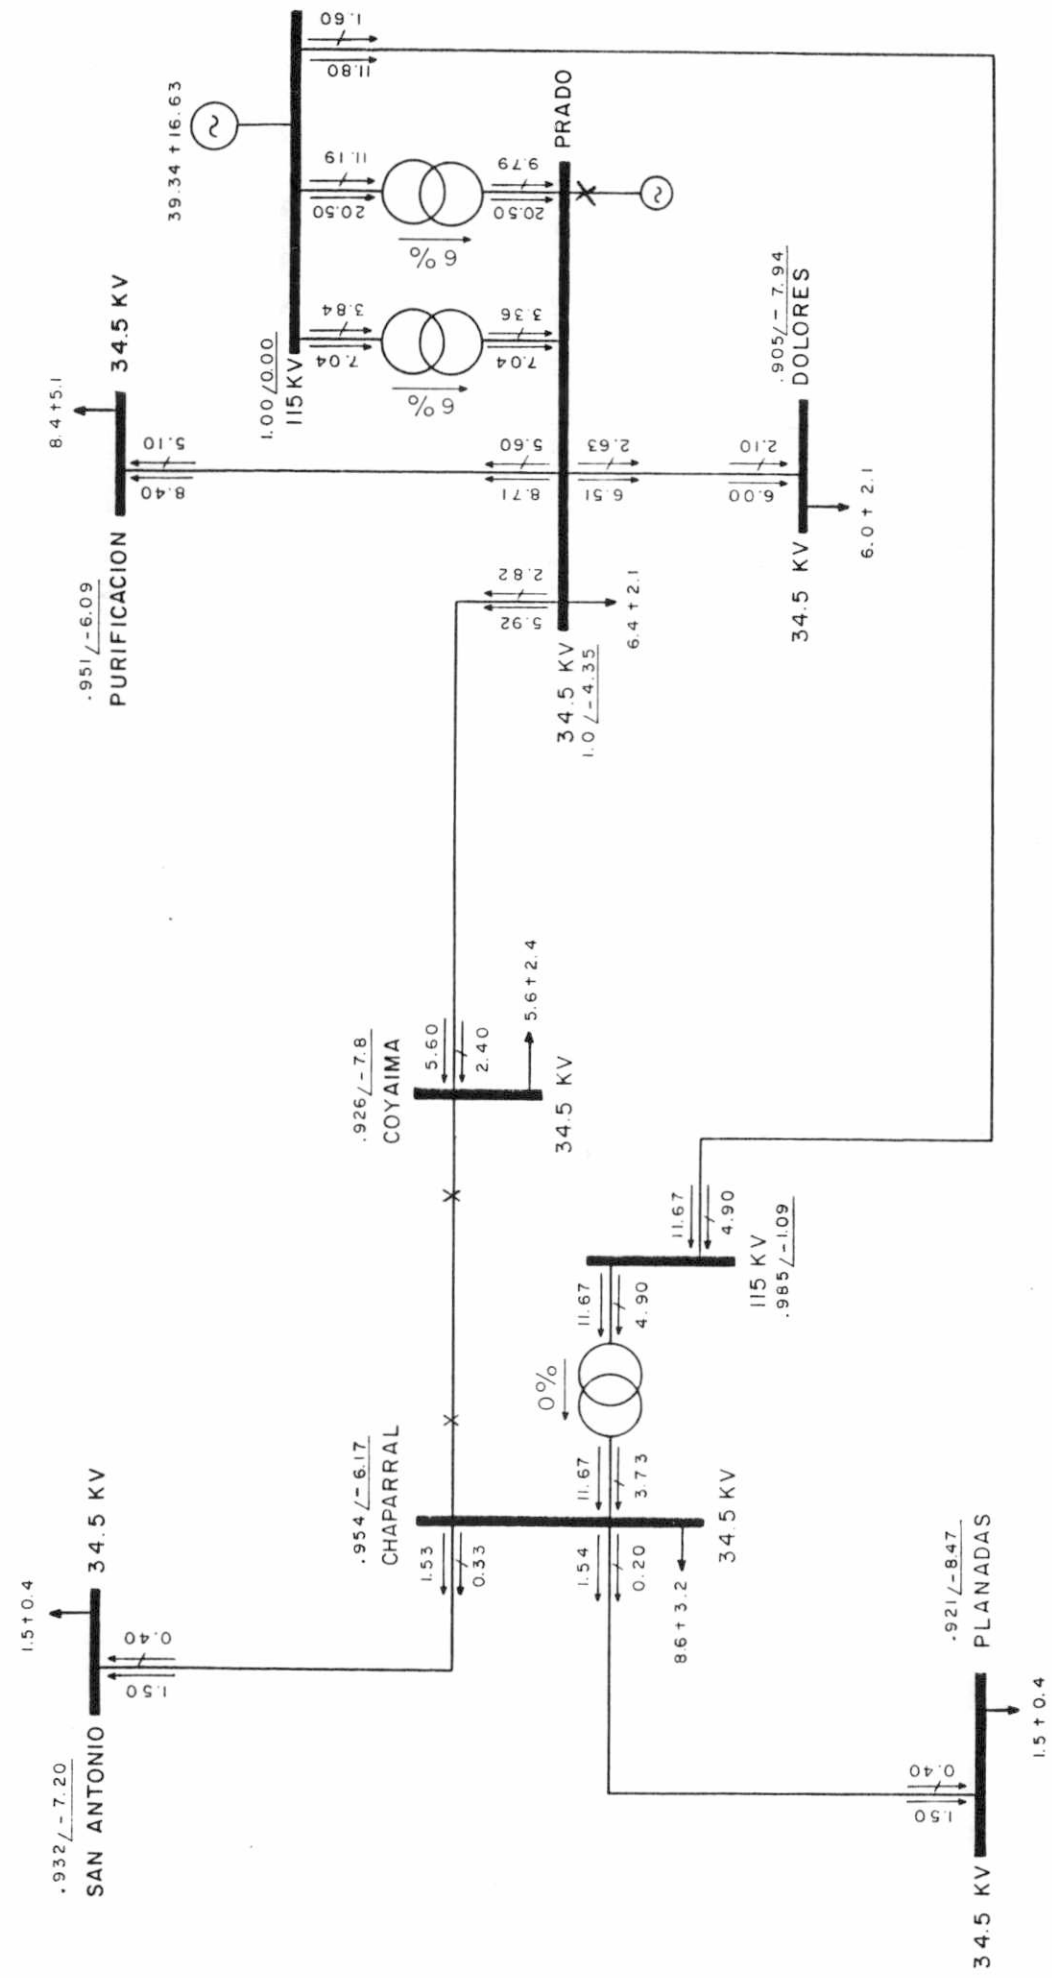 39.34 + 16.63
1.60
11.80
11.19
20.50
6%
9.79
20.50
PRADO
3.84
7.04
6%
3.36
7.04
1.00/0.00
115KV
34.5 KV
8.4 + 5.1
5.10
8.40
PURIFICACION
.951/-6.09
5.60
8.71
2.63
6.51
2.10
6.00
.905/-7.94
DOLORES
34.5 KV
6.0 + 2.1
2.82
5.92
6.4 + 2.1
34.5 KV
1.0/-4.35
.926/-7.8
COYAIMA
5.60
2.40
5.6 + 2.4
34.5 KV
11.67
4.90
115 KV
.985/-1.09
11.67
4.90
0%
11.67
3.73
.954/-6.17
CHAPARRAL
34.5 KV
1.53
0.33
1.54
0.20
8.6 + 3.2
34.5 KV
1.5 + 0.4
0.40
1.50
.932/-7.20
SAN ANTONIO
.921/-8.47
PLANADAS
0.40
1.50
1.5 + 0.4
34.5 KV